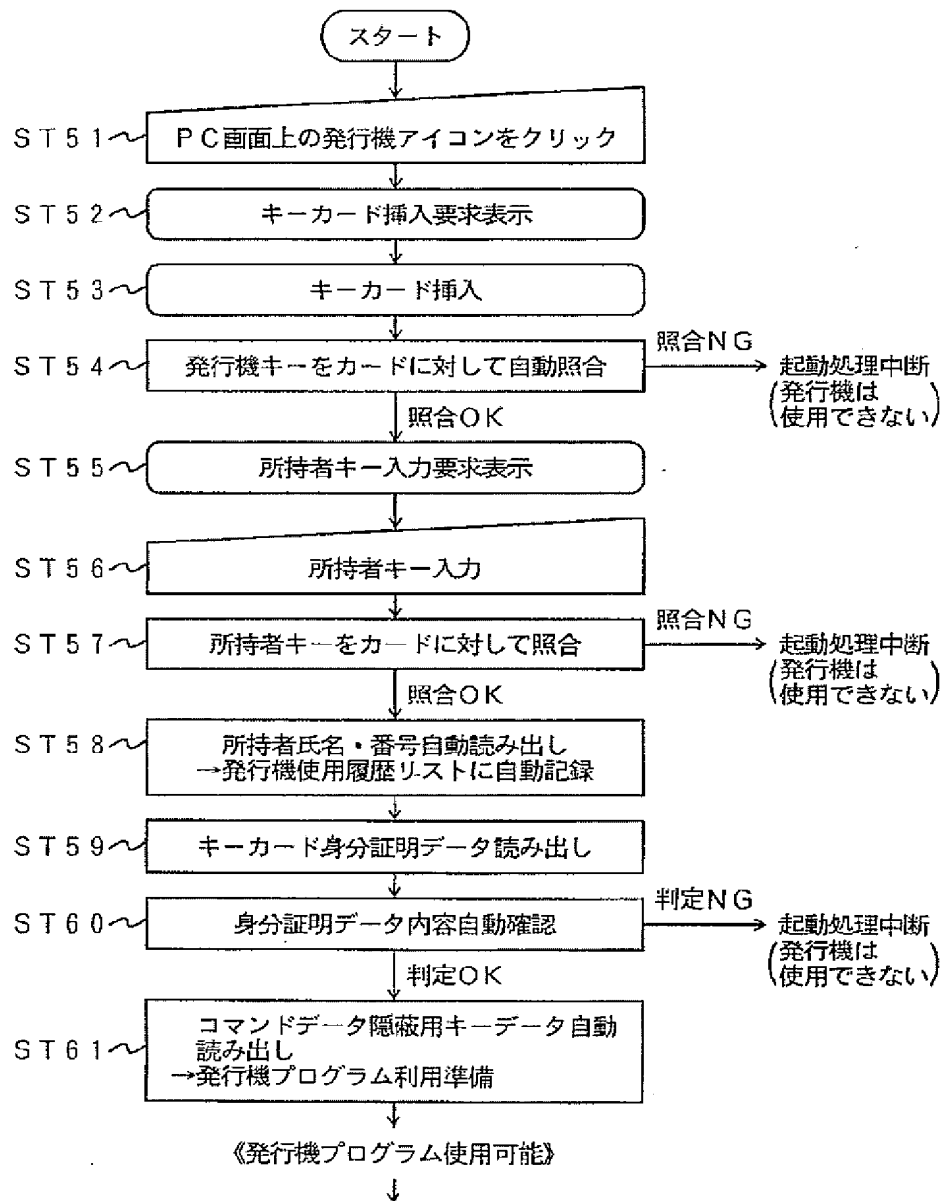 スタート
ST51
PC画面上の発行機アイコンをクリック
ST52
キーカード挿入要求表示
ST53
キーカード挿入
ST54
発行機キーをカードに対して自動照合
照合NG
起動処理中断
(発行機は
使用できない)
照合OK
ST55
所持者キー入力要求表示
ST56
所持者キー入力
ST57
所持者キーをカードに対して照合
照合NG
起動処理中断
(発行機は
使用できない)
照合OK
ST58
所持者氏名・番号自動読み出し
→発行機使用履歴リストに自動記録
ST59
キーカード身分証明データ読み出し
ST60
身分証明データ内容自動確認
判定NG
起動処理中断
(発行機は
使用できない)
判定OK
ST61
コマンドデータ隠蔽用キーデータ自動
読み出し
→発行機プログラム利用準備
《発行機プログラム使用可能》